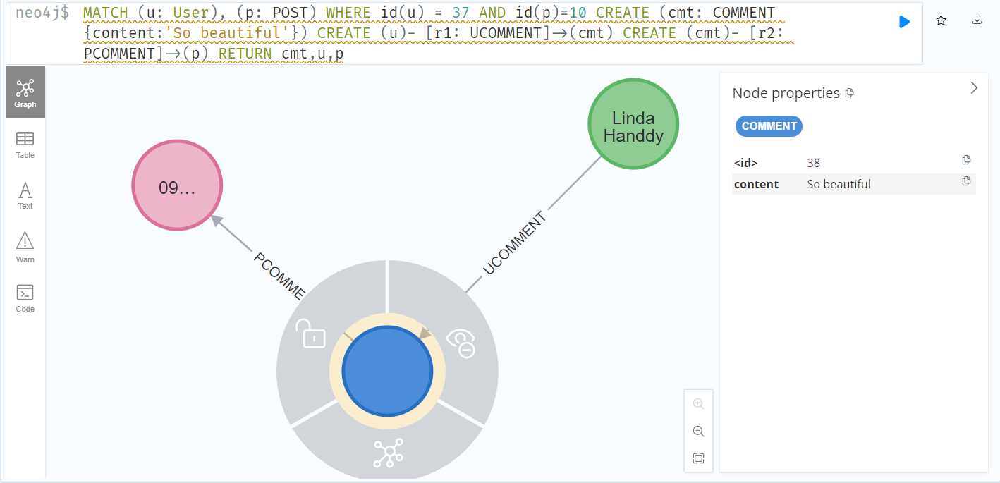 neo4j$ MATCH (u: User), (p: POST) WHERE id(u) = 37 AND id(p)=10 CREATE (cmt: COMMENT
{content:'So beautiful'}) CREATE (u)- [r1: UCOMMENT]→(cmt) CREATE (cmt)- [r2:
PCOMMENT]→(p) RETURN cmt,u,p
Graph
Table
A
Text
Warn
Code
09...
Linda
Handdy
PCOMME
UCOMMENT
Node properties
COMMENT
<id> 38
content So beautiful